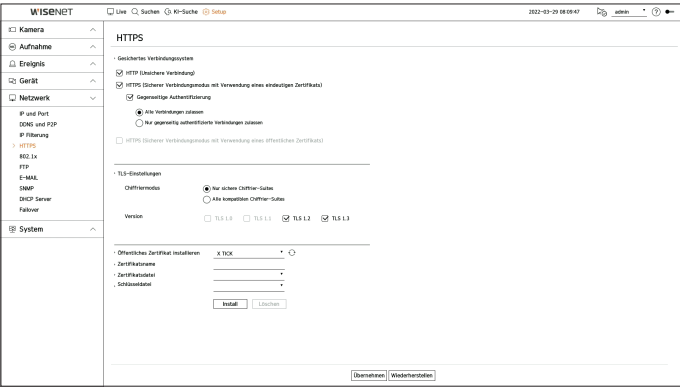 WISENET
Live Suchen KI-Suche Setup
2022-03-29 08:09:47 admin
Kamera
Aufnahme
Ereignis
Gerät
Netzwerk
IP und Port
DDNS und P2P
IP Filterung
HTTPS
802.1x
FTP
E-MAIL
SNMP
DHCP Server
Failover
System
HTTPS
Gesichertes Verbindungssystem
HTTP (Unsichere Verbindung)
HTTPS (Sicherer Verbindungsmodus mit Verwendung eines eindeutigen Zertifikats)
Gegenseitige Authentifizierung
Alle Verbindungen zulassen
Nur gegenseitig authentifizierte Verbindungen zulassen
HTTPS (Sicherer Verbindungsmodus mit Verwendung eines öffentlichen Zertifikats)
TLS-Einstellungen
Chiffriermodus
Nur sichere Chiffrier-Suites
Alle kompatiblen Chiffrier-Suites
Version
TLS 1.0 TLS 1.1 TLS 1.2 TLS 1.3
Öffentliches Zertifikat installieren X TICK
Zertifikatsname
Zertifikatsdatei
Schlüsseldatei
Install Löschen
Übernehmen Wiederherstellen